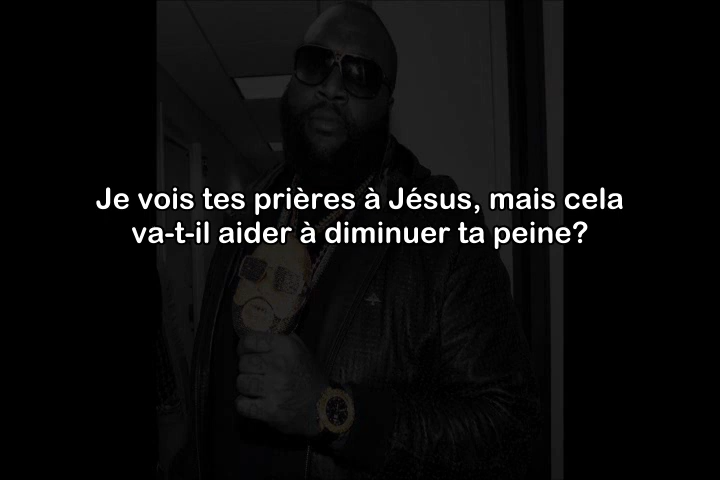 Je vois tes prières à Jésus, mais cela
va-t-il aider à diminuer ta peine?